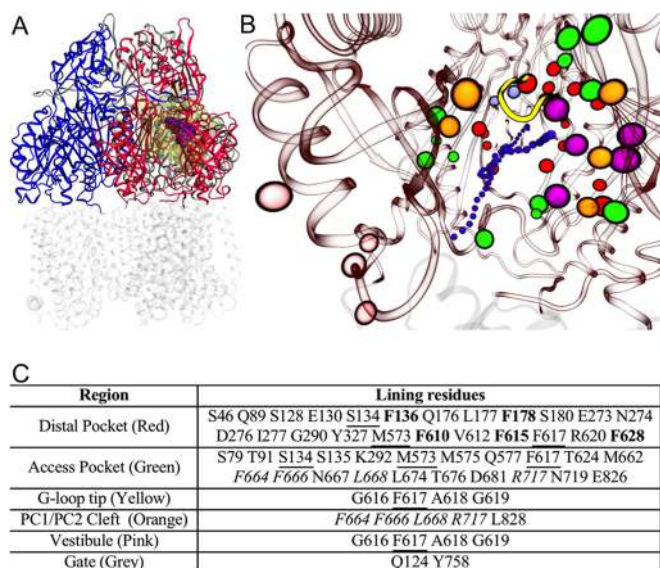 A
B
C
Region Lining residues
Distal Pocket (Red) S46 Q89 S128 E130 S134 F136 Q176 L177 F178 S180 E273 N274
D276 I277 G290 Y327 M573 F610 V612 F615 F617 R620 F628
Access Pocket (Green) S79 T91 S134 S135 K292 M573 M575 Q577 F617 T624 M662
F664 F666 N667 L668 L674 T676 D681 R717 N719 E826
G-loop tip (Yellow) G616 F617 A618 G619
PC1/PC2 Cleft (Orange) F664 F666 L668 R717 L828
Vestibule (Pink) G616 F617 A618 G619
Gate (Grey) Q124 Y758